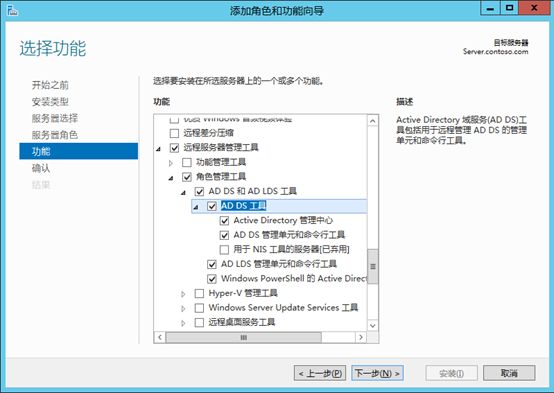 添加角色和功能向导
选择功能
目标服务器
Server.contoso.com
开始之前
安装类型
服务器选择
服务器角色
功能
确认
结果
选择要安装在所选服务器上的一个或多个功能。
功能
远程差分压缩
远程服务器管理工具
功能管理工具
角色管理工具
AD DS 和 AD LDS 工具
AD DS 工具
Active Directory 管理中心
AD DS 管理单元和命令行工具
用于 NIS 工具的服务器[已弃用]
AD LDS 管理单元和命令行工具
Windows PowerShell 的 Active Direct
Hyper-V 管理工具
Windows Server Update Services 工具
远程桌面服务工具
描述
Active Directory 域服务(AD DS)工
具包括用于远程管理 AD DS 的管理
单元和命令行工具。
< 上一步(P)
下一步(N) >
安装(I)
取消